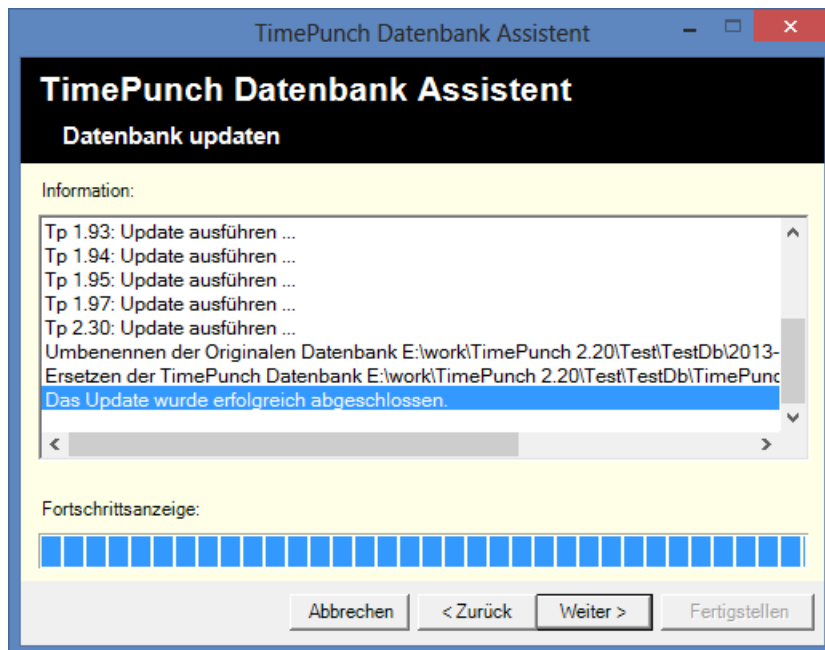 TimePunch Datenbank Assistent
TimePunch Datenbank Assistent
Datenbank updaten
Information:
Tp 1.93: Update ausführen ...
Tp 1.94: Update ausführen ...
Tp 1.95: Update ausführen ...
Tp 1.97: Update ausführen ...
Tp 2.30: Update ausführen ...
Umbenennen der Originalen Datenbank E:\work\TimePunch 2.20\Test\TestDb\2013-
Ersetzen der TimePunch Datenbank E:\work\TimePunch 2.20\Test\TestDb\TimePunc
Das Update wurde erfolgreich abgeschlossen.
Fortschrittsanzeige:
Abbrechen < Zurück Weiter > Fertigstellen